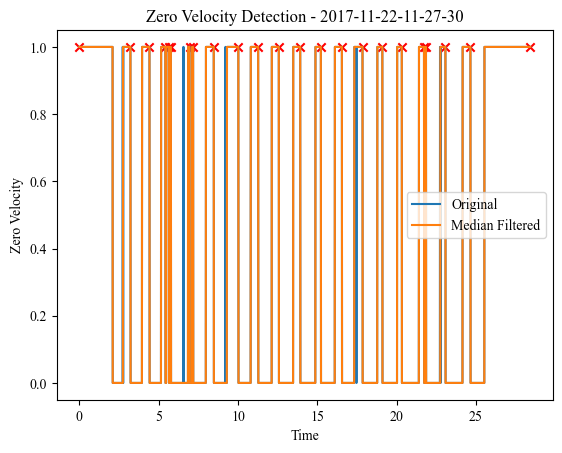 Zero Velocity Detection - 2017-11-22-11-27-30
1.0
0.8
0.6
0.4
0.2
0.0
Zero Velocity
Original
Median Filtered
0 5 10 15 20 25
Time